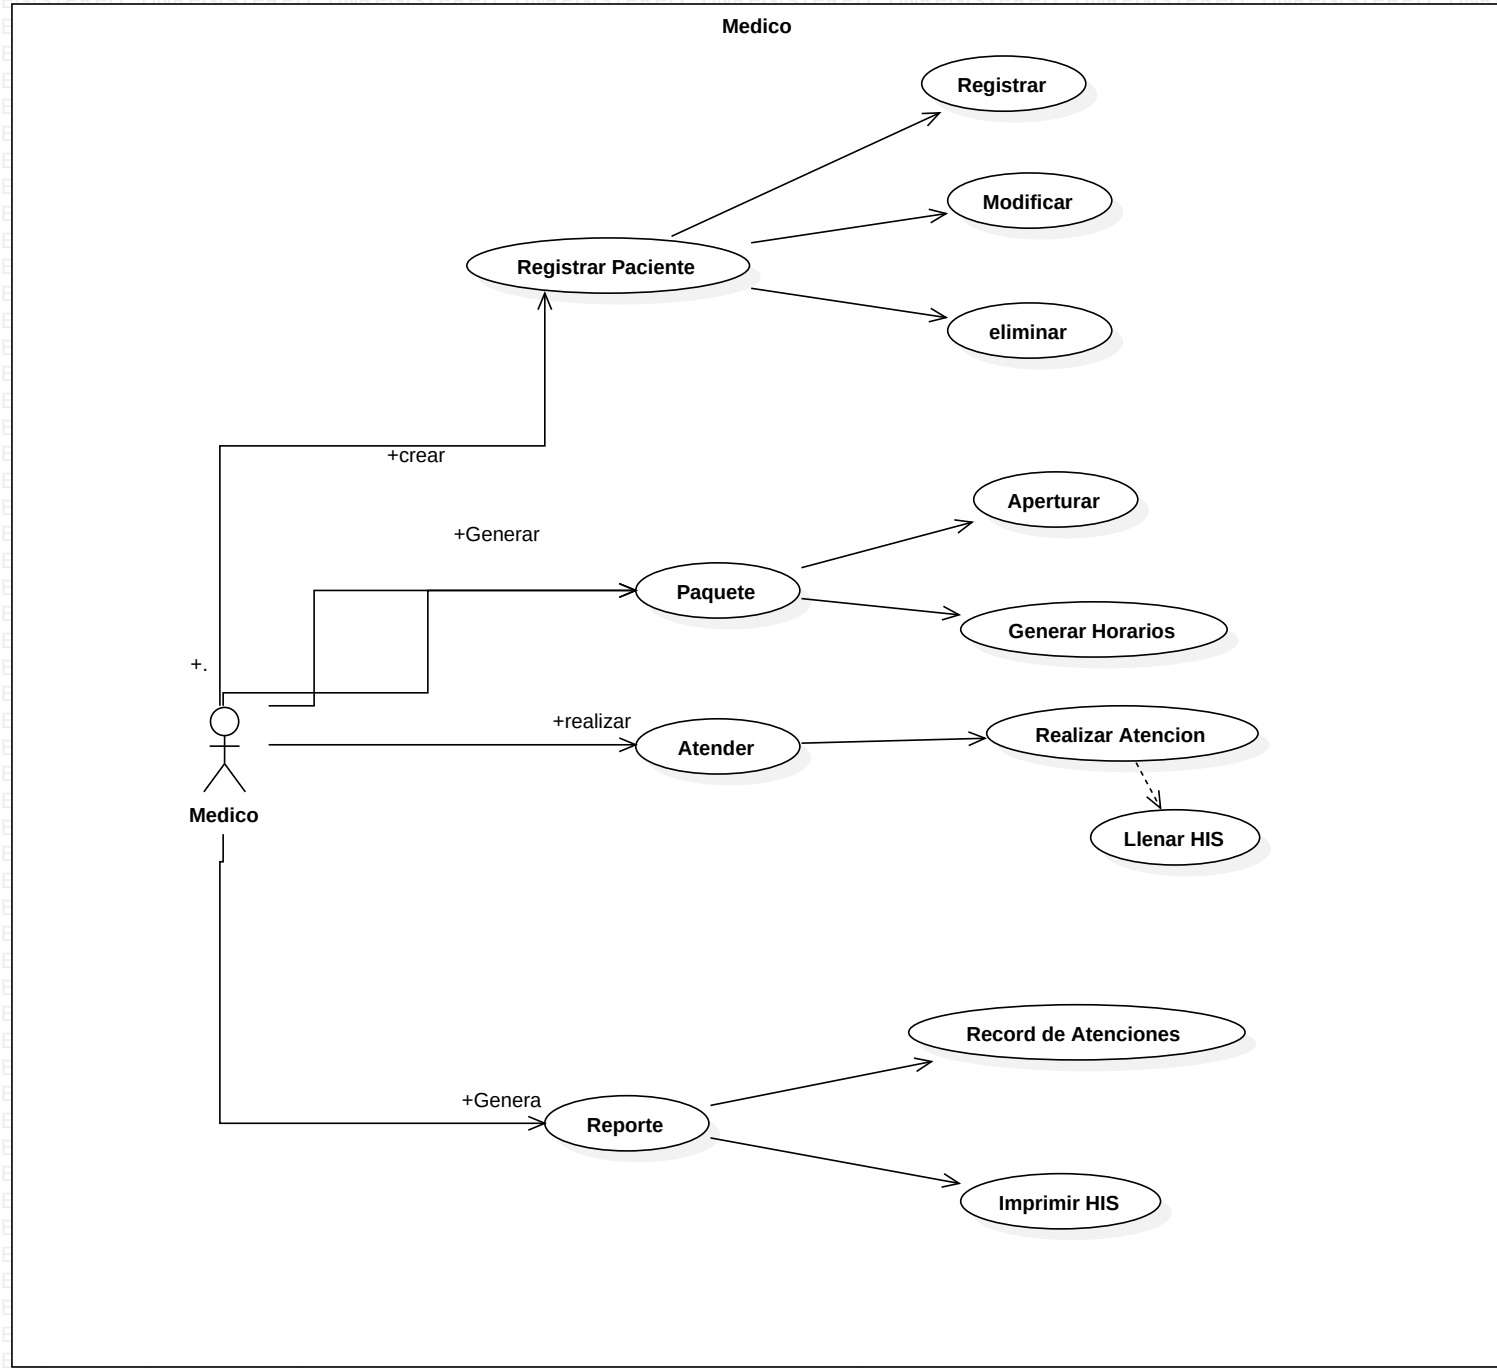 Medico
Registrar
Modificar
Registrar Paciente
eliminar
+crear
Aperturar
+Generar
Paquete
Generar Horarios
+.
+realizar
Atender
Realizar Atencion
Medico
Llenar HIS
Record de Atenciones
+Genera
Reporte
Imprimir HIS